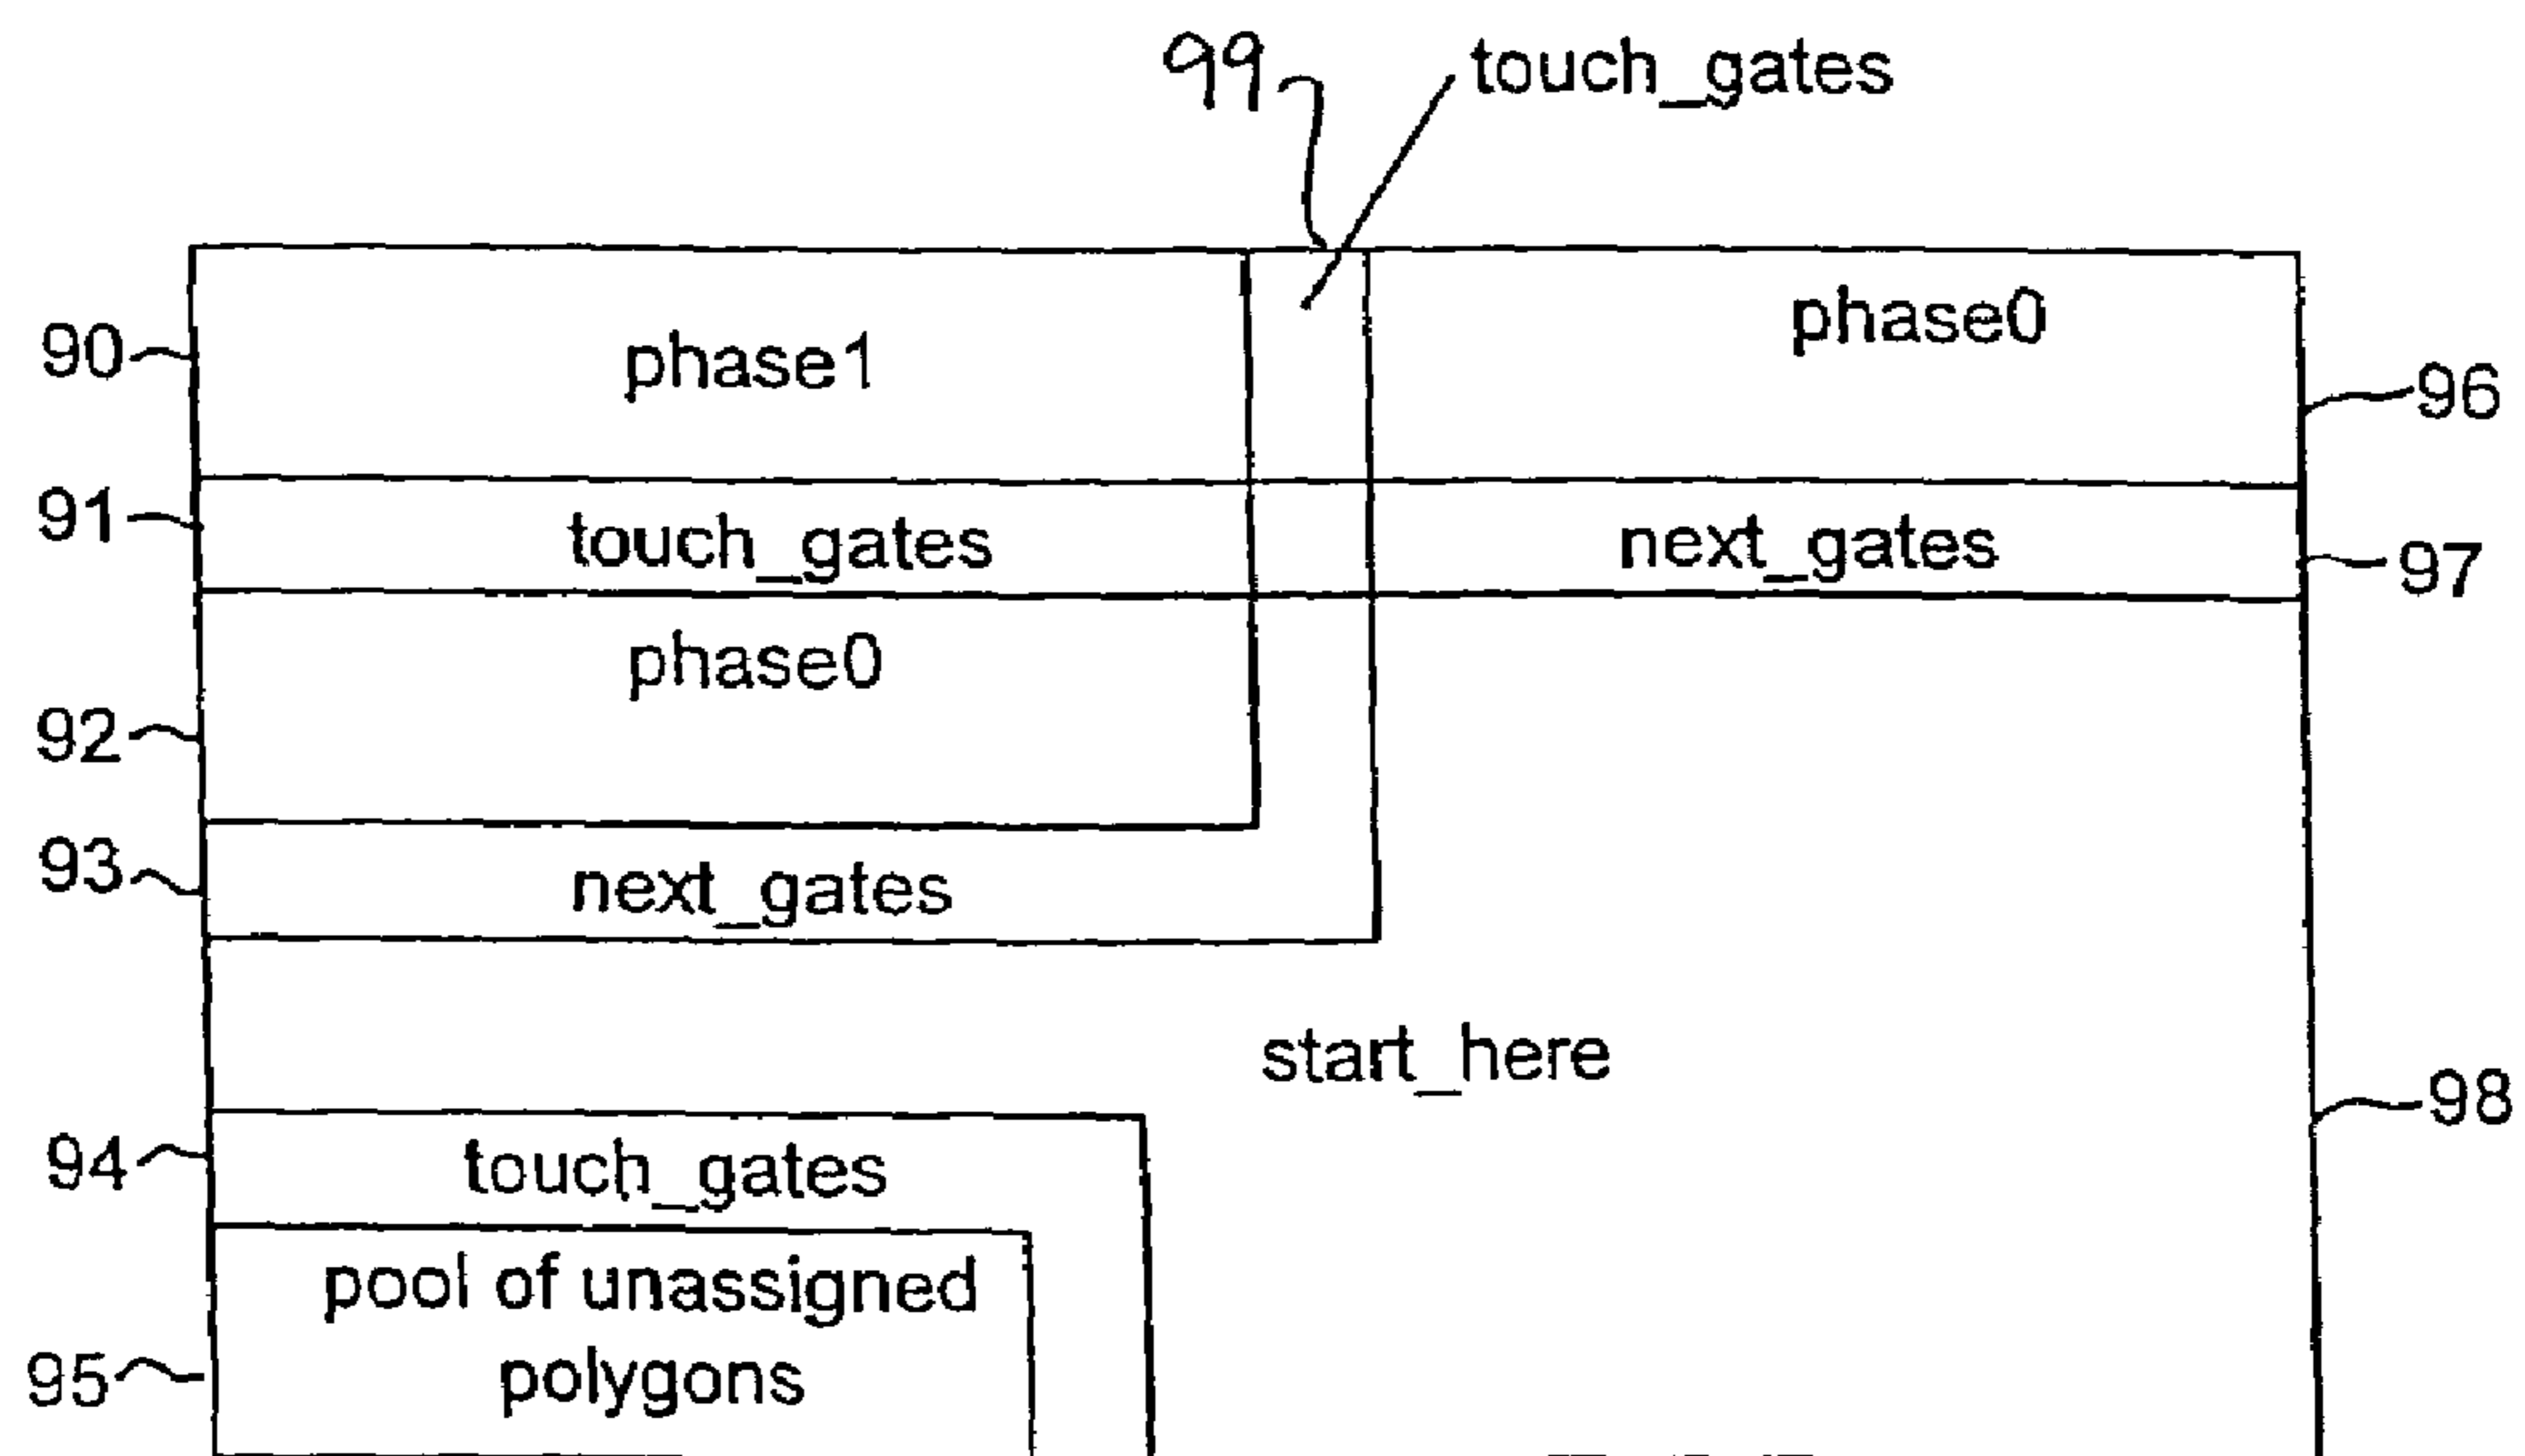 99 touch_gates
90 phase1 phase0 96
91 touch_gates next_gates 97
92 phase0
93 next_gates
start_here 98
94 touch_gates
95 pool of unassigned
polygons